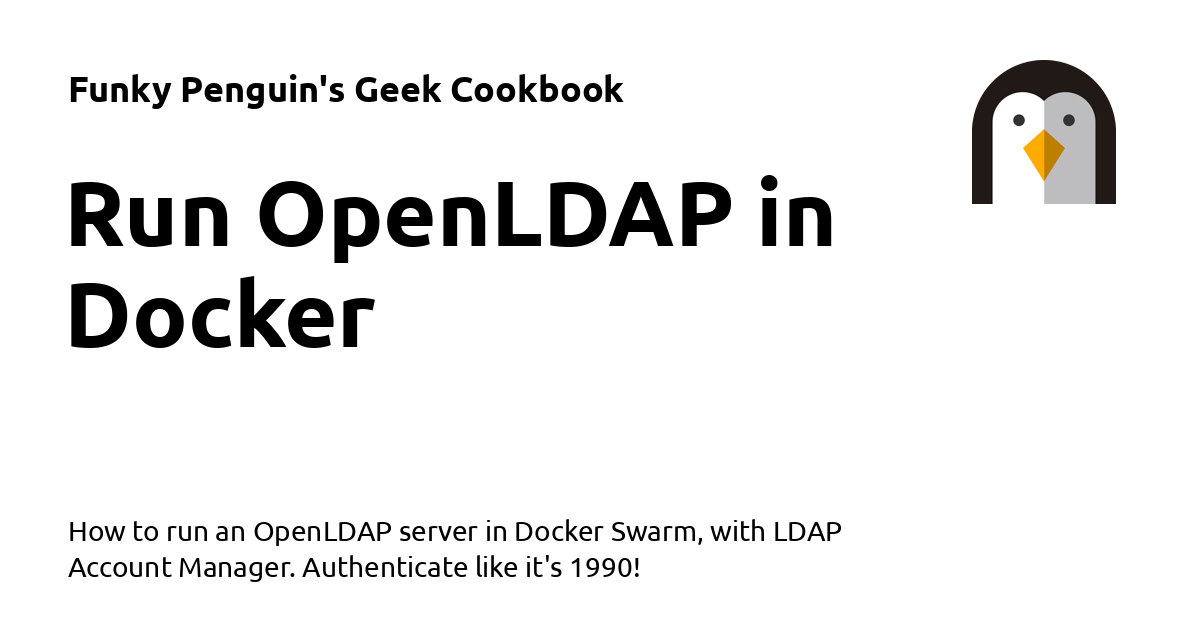 Funky Penguin's Geek Cookbook
Run OpenLDAP in
Docker
How to run an OpenLDAP server in Docker Swarm, with LDAP
Account Manager. Authenticate like it's 1990!